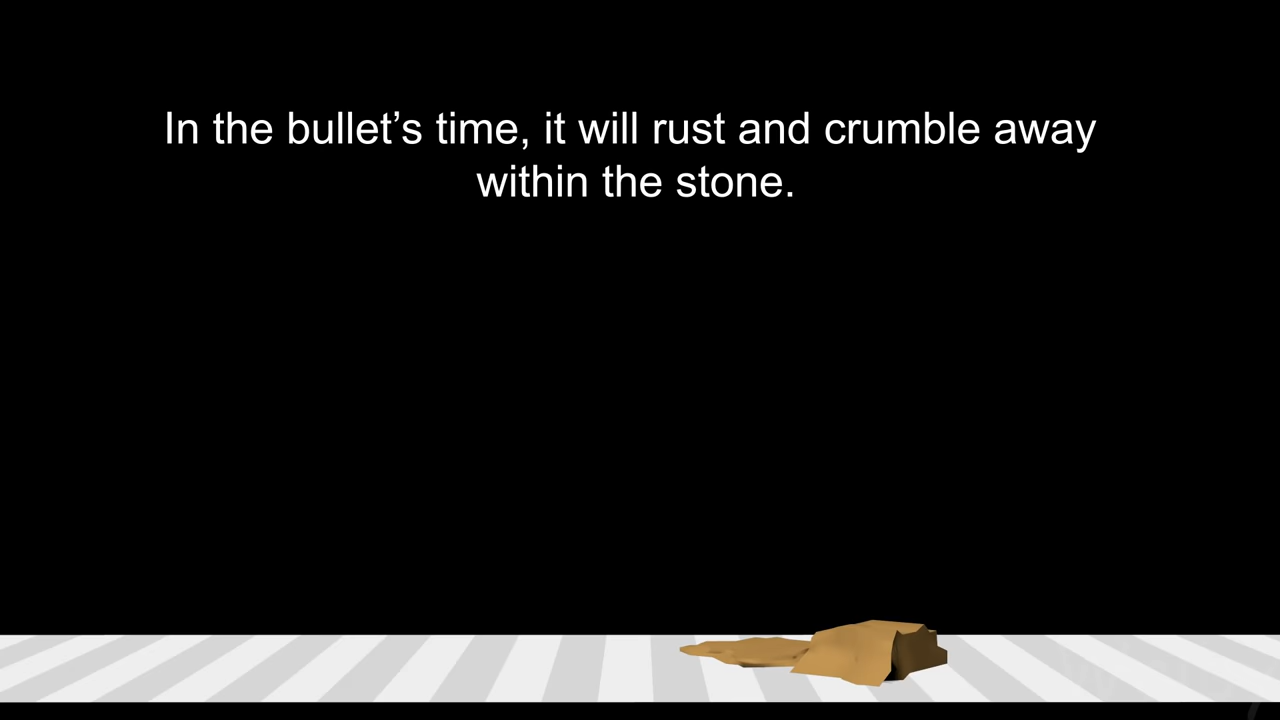 In the bullet’s time, it will rust and crumble away
within the stone.